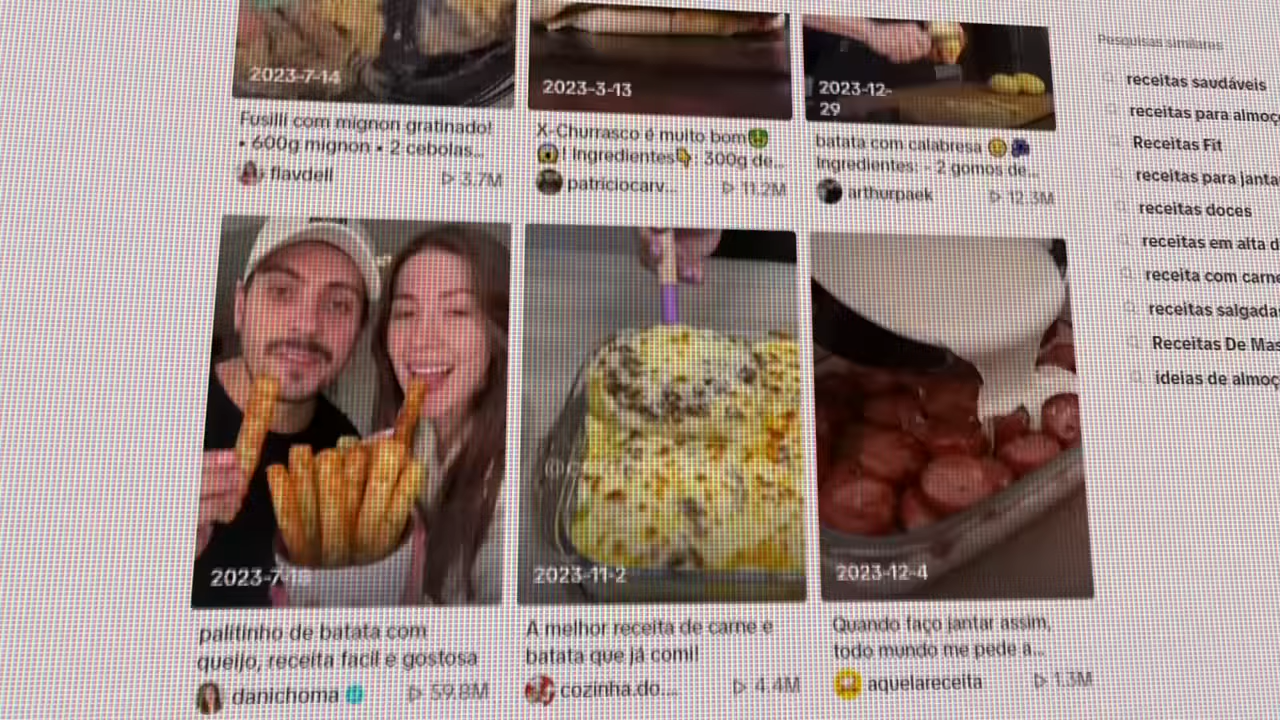 2023-7-14
Fusilli com mignon gratinado!
• 600g mignon • 2 cebolas...
flavdell
3.7M
2023-3-13
X-Churrasco é muito bom
! Ingredientes 300g de...
patriciocarv...
11.2M
2023-12-
29
batata com calabresa
Ingredientes: - 2 gomos de...
arthurpaek
12.3M
2023-7-
palitinho de batata com
queijo, receita facil e gostosa
danichoma
59.8M
2023-11-2
A melhor receita de carne e
batata que já comi!
cozinha.do....
4.4M
2023-12-4
Quando faço jantar assim,
todo mundo me pede a...
aquelareceita
1.3M
Pesquisas similares
receitas saudáveis
receitas para almoç
Receitas Fit
receitas para janta
receitas doces
receitas em alta d
receita com carne
receitas salgada
Receitas De Mas
ideias de almoç